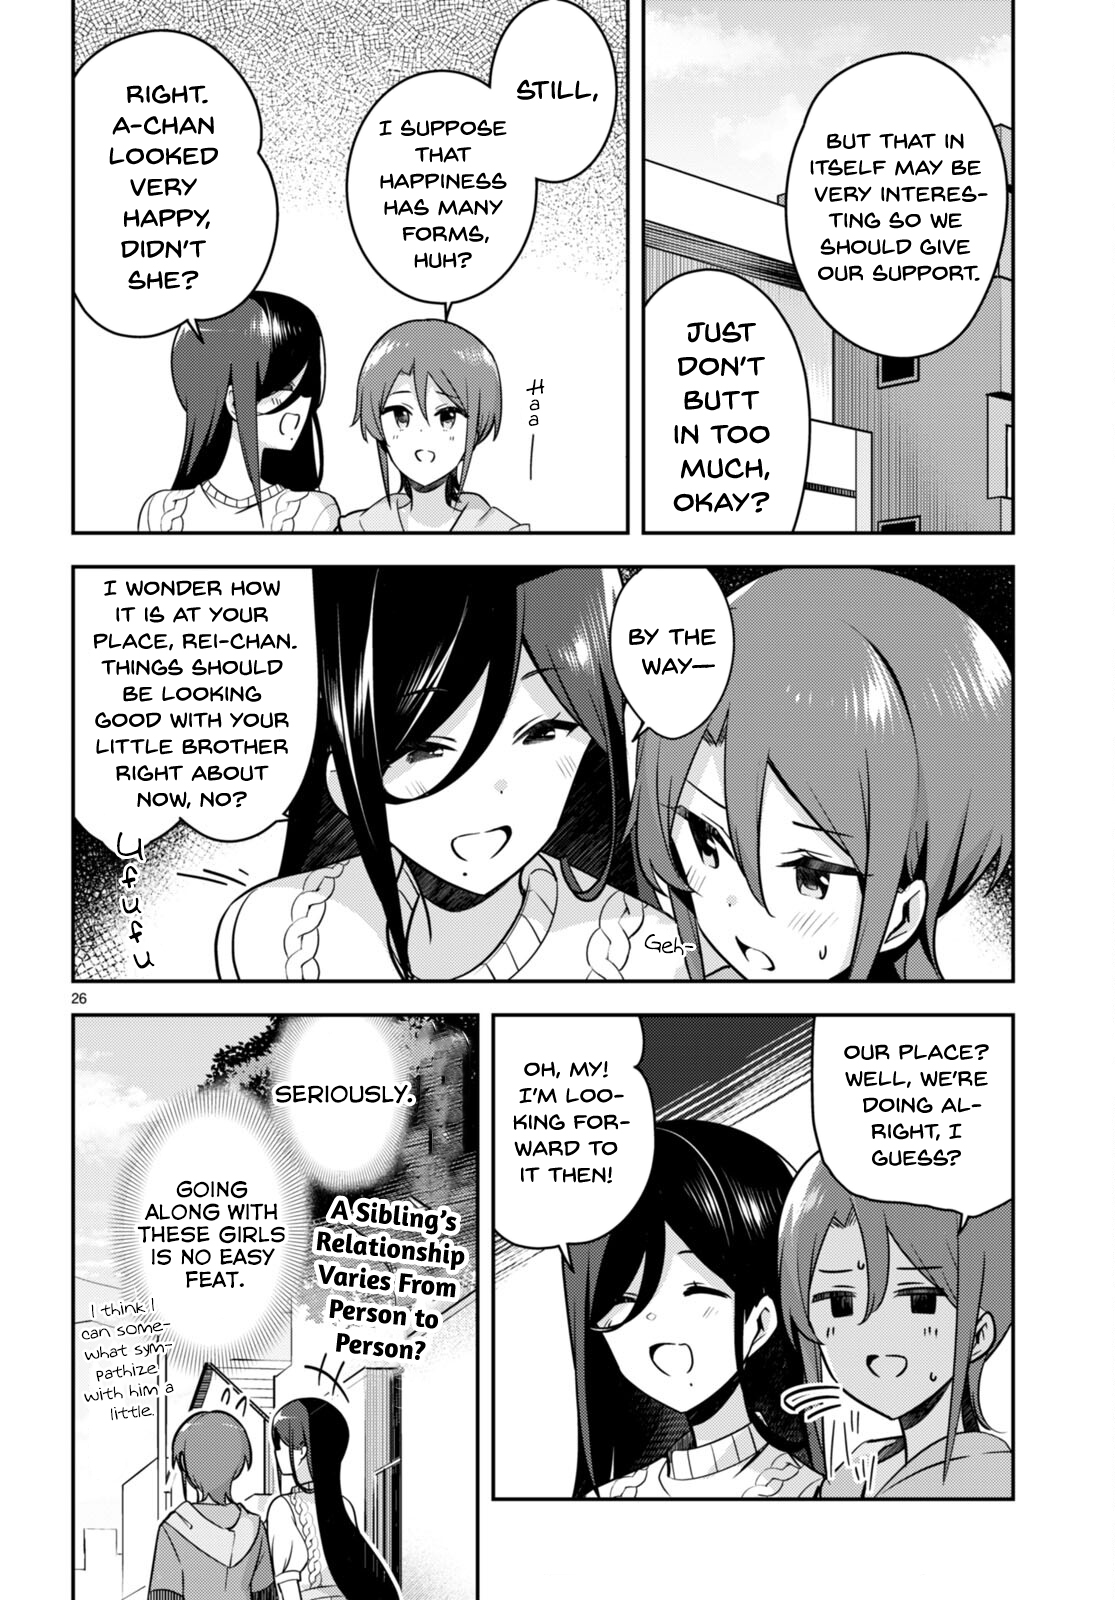 BUT THAT IN
ITSELF MAY BE
VERY INTERES-
TING SO WE
SHOULD GIVE
OUR SUPPORT.
JUST
DON'T
BUTT
IN TOO
MUCH,
OKAY?
STILL,
I SUPPOSE
THAT
HAPPINESS
HAS MANY
FORMS,
HUH?
Haa
RIGHT.
A-CHAN
LOOKED
VERY
HAPPY,
DIDN'T
SHE?
BY THE
WAY—
Geh-
I WONDER HOW
IT IS AT YOUR
PLACE, REI-CHAN.
THINGS SHOULD
BE LOOKING
GOOD WITH YOUR
LITTLE BROTHER
RIGHT ABOUT
NOW, NO?
Ufufu
26
OUR PLACE?
WELL, WE'RE
DOING AL-
RIGHT, I
GUESS?
OH, MY!
I'M LOO-
KING FOR-
WARD TO
IT THEN!
SERIOUSLY.
GOING
ALONG WITH
THESE GIRLS
IS NO EASY
FEAT.
A Sibling's
Relationship
Varies From
Person to
Person?
I think I
can some-
what sym-
pathize
with him a
little.